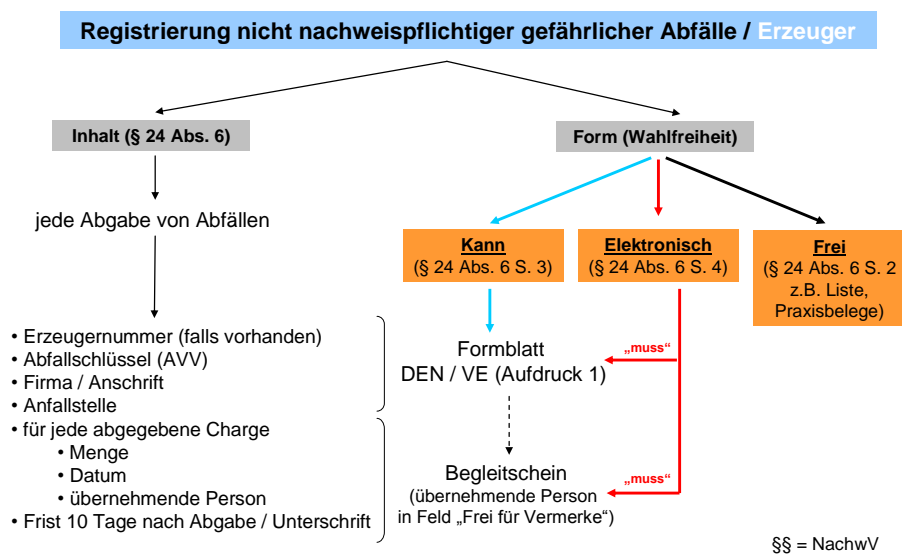 Registrierung nicht nachweispflichtiger gefährlicher Abfälle / Erzeuger
Inhalt (§ 24 Abs. 6)
jede Abgabe von Abfällen
• Erzeugernummer (falls vorhanden)
• Abfallschlüssel (AVV)
• Firma / Anschrift
• Anfallstelle
• für jede abgegebene Charge
• Menge
• Datum
• übernehmende Person
• Frist 10 Tage nach Abgabe / Unterschrift
Form (Wahlfreiheit)
Kann
(§ 24 Abs. 6 S. 3)
Elektronisch
(§ 24 Abs. 6 S. 4)
Frei
(§ 24 Abs. 6 S. 2
z.B. Liste,
Praxisbelege)
Formblatt
DEN / VE (Aufdruck 1)
„muss“
Begleitschein
(übernehmende Person
in Feld „Frei für Vermerke“)
„muss“
§§ = NachwV